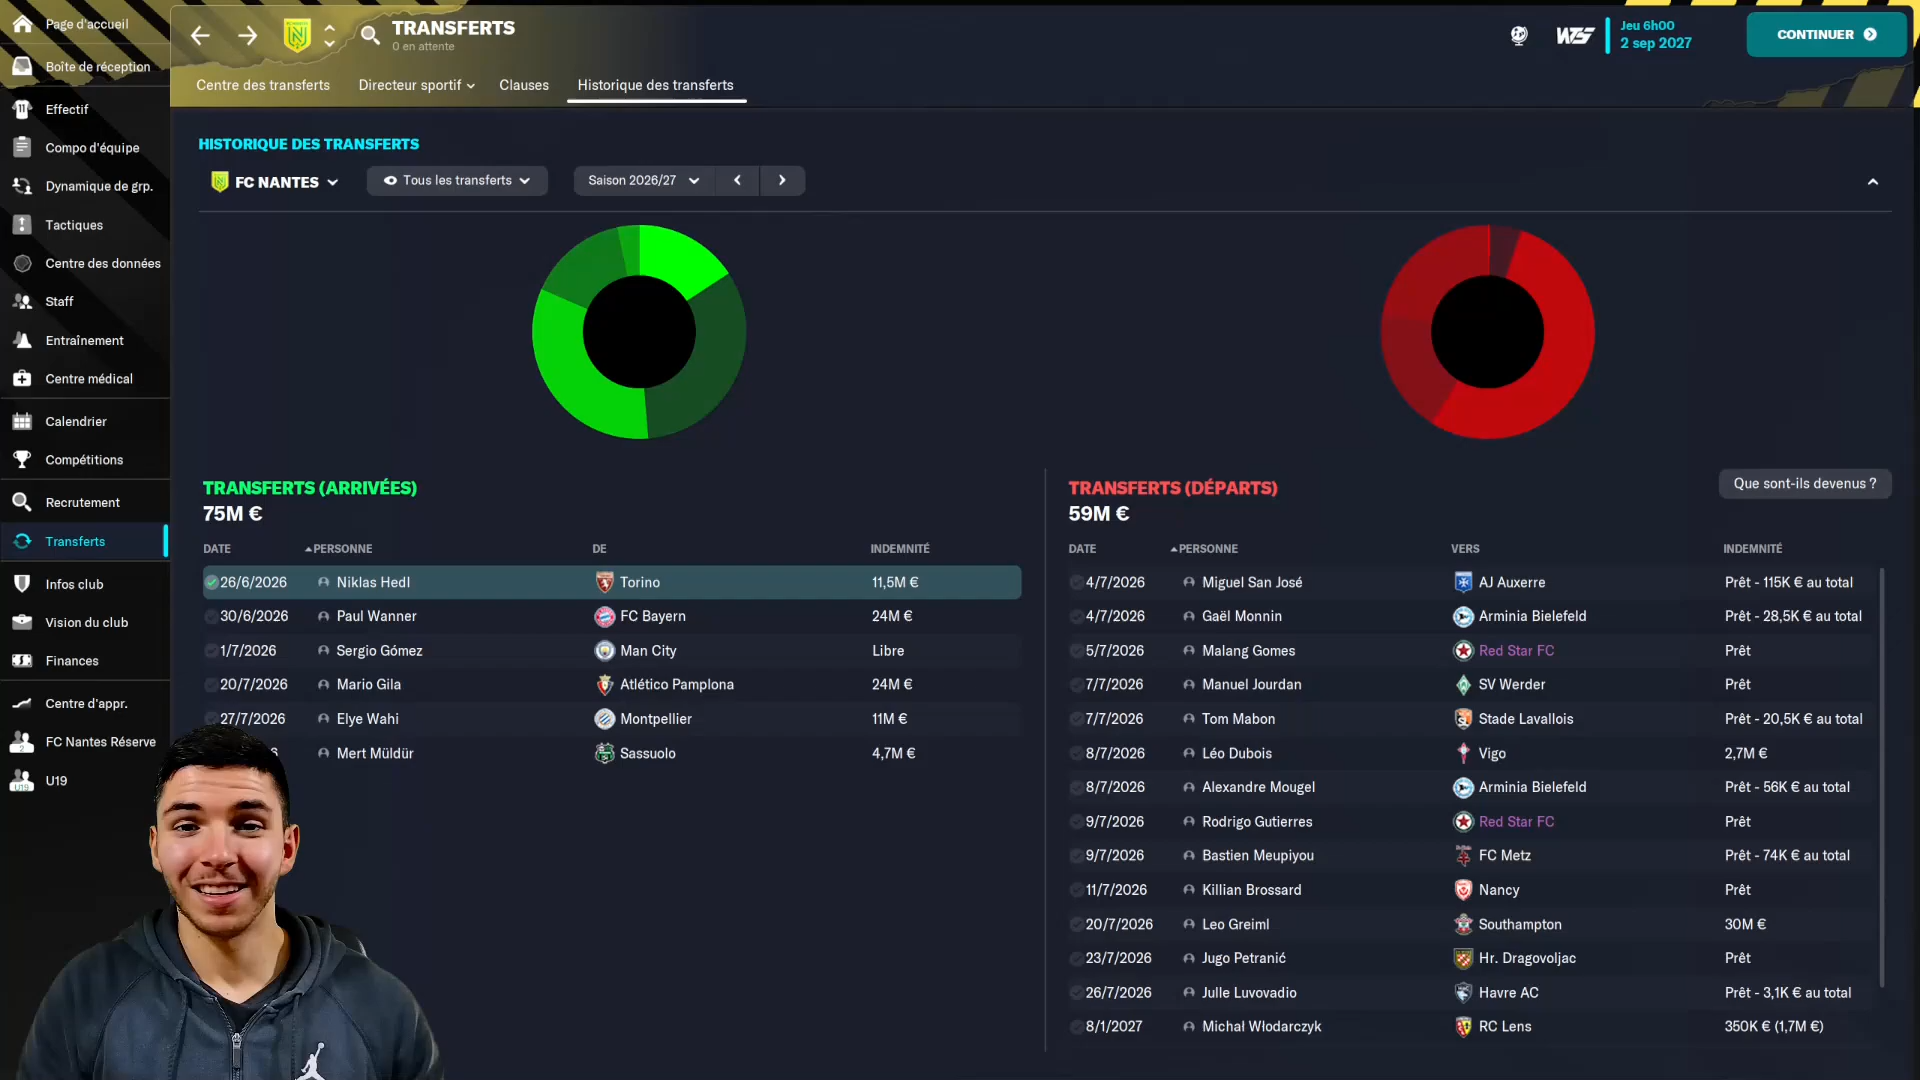 Page d'accueil
Boîte de réception
Effectif
Compo d'équipe
Dynamique de grp.
Tactiques
Centre des données
Staff
Entraînement
Centre médical
Calendrier
Compétitions
Recrutement
Transferts
Infos club
Vision du club
Finances
Centre d'appr.
FC Nantes Réserve
U19
TRANSFERTS
0 en attente
Jeu 6h00
2 sep 2027
CONTINUER
Centre des transferts Directeur sportif Clauses Historique des transferts
HISTORIQUE DES TRANSFERTS
FC NANTES Tous les transferts Saison 2026/27
TRANSFERTS (ARRIVÉES)
75M €
DATE PERSONNE DE INDEMNITÉ
26/6/2026 Niklas Hedl Torino 11,5M €
30/6/2026 Paul Wanner FC Bayern 24M €
1/7/2026 Sergio Gómez Man City Libre
20/7/2026 Mario Gila Atlético Pamplona 24M €
27/7/2026 Elye Wahi Montpellier 11M €
6 Mert Müldür Sassuolo 4,7M €
TRANSFERTS (DÉPARTS)
59M €
Que sont-ils devenus ?
DATE PERSONNE VERS INDEMNITÉ
4/7/2026 Miguel San José AJ Auxerre Prêt - 115K € au total
4/7/2026 Gaël Monnin Arminia Bielefeld Prêt - 28,5K € au total
5/7/2026 Malang Gomes Red Star FC Prêt
7/7/2026 Manuel Jourdan SV Werder Prêt
7/7/2026 Tom Mabon Stade Lavallois Prêt - 20,5K € au total
8/7/2026 Léo Dubois Vigo 2,7M €
8/7/2026 Alexandre Mougel Arminia Bielefeld Prêt - 56K € au total
9/7/2026 Rodrigo Gutierres Red Star FC Prêt
9/7/2026 Bastien Meupiyou FC Metz Prêt - 74K € au total
11/7/2026 Killian Brossard Nancy Prêt
20/7/2026 Leo Greiml Southampton 30M €
23/7/2026 Jugo Petranić Hr. Dragovoljac Prêt
26/7/2026 Julle Luvovadio Havre AC Prêt - 3,1K € au total
8/1/2027 Michal Włodarczyk RC Lens 350K € (1,7M €)